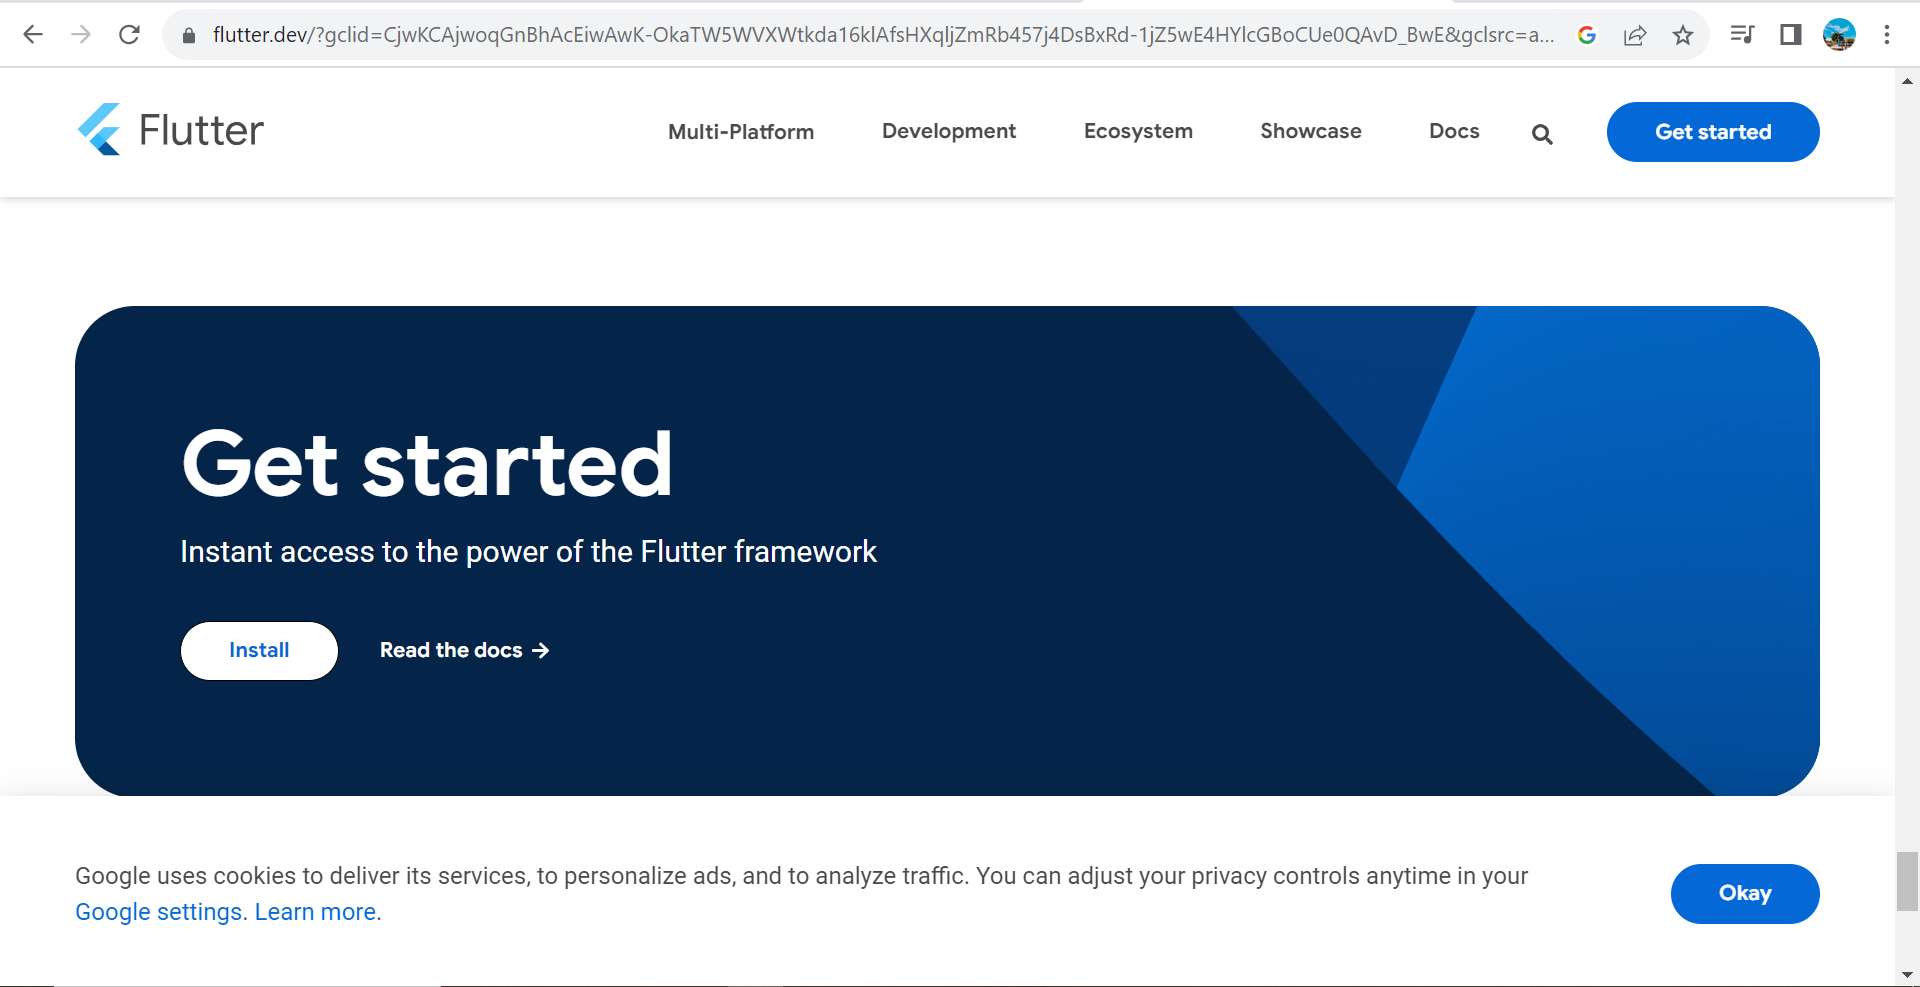 flutter.dev/?gclid=CjwKCAjwoqGnBhAcEiwAwK-OkaTW5WVXWtkda16klAfsHXqljZmRb457j4DsBxRd-1jZ5wE4HYlcGBoCUe0QAvD_BwE&gclsrc=a...
Flutter
Multi-Platform
Development
Ecosystem
Showcase
Docs
Get started
Get started
Instant access to the power of the Flutter framework
Install
Read the docs →
Google uses cookies to deliver its services, to personalize ads, and to analyze traffic. You can adjust your privacy controls anytime in your
Google settings. Learn more.
Okay